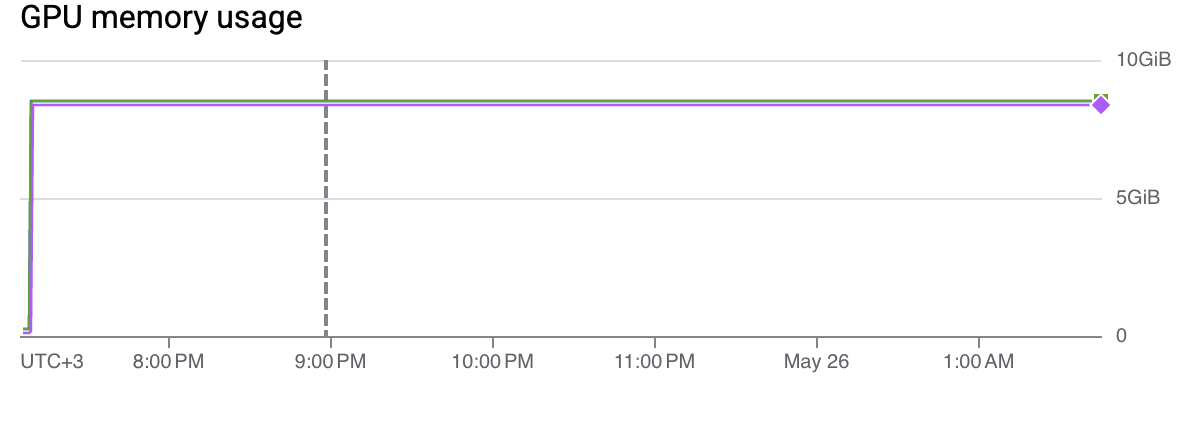 GPU memory usage
10GiB
5GiB
0
UTC+3 8:00 PM 9:00 PM 10:00 PM 11:00 PM May 26 1:00 AM